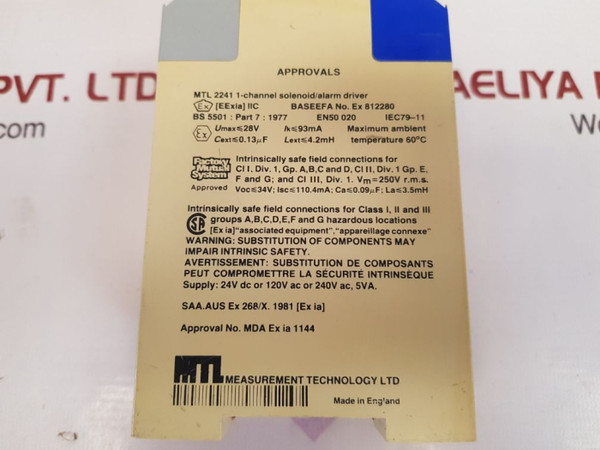 APPROVALS
MTL 2241 1-channel solenoid/alarm driver
Ex [EExia] IIC BASEEFA No. Ex 812280
BS 5501 : Part 7 : 1977 EN50 020 IEC79-11
Ex Umax≤28V Ik≤93mA Maximum ambient
Cext≤0.13μF Lext≤4.2mH temperature 60°C
Factory Mutual System Approved
Intrinsically safe field connections for
Cl I, Div. 1, Gp. A,B,C and D, Cl II, Div 1 Gp. E,
F and G; and Cl III, Div. 1. Vm=250V r.m.s.
Voc≤34V; Isc≤110.4mA; Ca≤0.09μF; La≤3.5mH
Intrinsically safe field connections for Class I, II and III
SA groups A,B,C,D,E,F and G hazardous locations
[Ex ia] "associated equipment", "appareillage connexe"
WARNING: SUBSTITUTION OF COMPONENTS MAY
IMPAIR INTRINSIC SAFETY.
AVERTISSEMENT: SUBSTITUTION DE COMPOSANTS
PEUT COMPROMETTRE LA SÉCURITÉ INTRINSÈQUE
Supply: 24V dc or 120V ac or 240V ac, 5VA.
SAA.AUS Ex 268/X. 1981 [Ex ia]
Approval No. MDA Ex ia 1144
MTL MEASUREMENT TECHNOLOGY LTD
Made in England
PVT. LTD
AELIYA